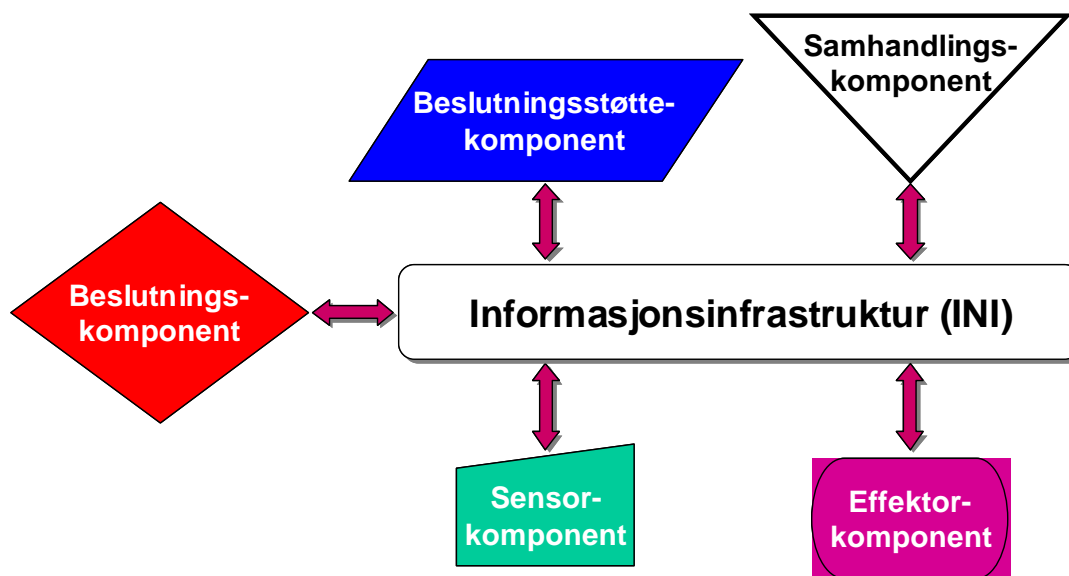 Samhandlings-
komponent
Beslutningsstøtte-
komponent
Beslutnings-
komponent
Informasjonsinfrastruktur (INI)
Sensor-
komponent
Effektor-
komponent